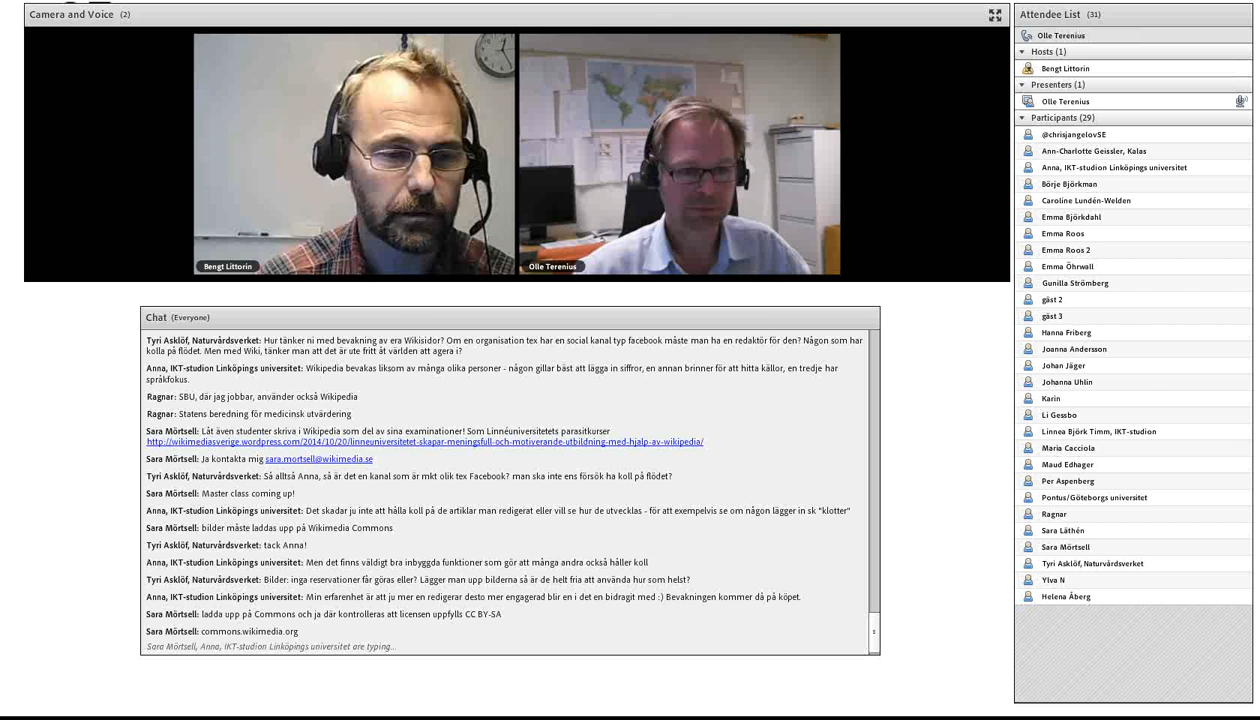 Camera and Voice (2)
Bengt Littorin
Olle Terenius
Chat (Everyone)
Tyri Asklöf, Naturvårdsverket: Hur tänker ni med bevakning av era Wikisidor? Om en organisation tex har en social kanal typ facebook måste man ha en redaktör för den? Någon som har
kolla på flödet. Men med Wiki, tänker man att det är ute fritt åt världen att agera i?
Anna, IKT-studion Linköpings universitet: Wikipedia bevakas liksom av många olika personer - någon gillar bäst att lägga in siffror, en annan brinner för att hitta källor, en tredje har
språkfokus.
Ragnar: SBU, där jag jobbar, använder också Wikipedia
Ragnar: Statens beredning för medicinsk utvärdering
Sara Mörtsell: Låt även studenter skriva i Wikipedia som del av sina examinationer! Som Linnéuniversitetets parasitkurser
http://wikimediasverige.wordpress.com/2014/10/20/linneuniversitetet-skapar-meningsfull-och-motiverande-utbildning-med-hjalp-av-wikipedia/
Sara Mörtsell: Ja kontakta mig sara.mortsell@wikimedia.se
Tyri Asklöf, Naturvårdsverket: Så alltså Anna, så är det en kanal som är mkt olik tex Facebook? man ska inte ens försök ha koll på flödet?
Sara Mörtsell: Master class coming up!
Anna, IKT-studion Linköpings universitet: Det skadar ju inte att hålla koll på de artiklar man redigerat eller vill se hur de utvecklas - för att exempelvis se om någon lägger in sk "klotter"
Sara Mörtsell: bilder måste laddas upp på Wikimedia Commons
Tyri Asklöf, Naturvårdsverket: tack Anna!
Anna, IKT-studion Linköpings universitet: Men det finns väldigt bra inbyggda funktioner som gör att många andra också håller koll
Tyri Asklöf, Naturvårdsverket: Bilder: inga reservationer får göras eller? Lägger man upp bilderna så är de helt fria att använda hur som helst?
Anna, IKT-studion Linköpings universitet: Min erfarenhet är att ju mer en redigerar desto mer engagerad blir en i det en bidragit med :) Bevakningen kommer då på köpet.
Sara Mörtsell: ladda upp på Commons och ja där kontrolleras att licensen uppfylls CC BY-SA
Sara Mörtsell: commons.wikimedia.org
Sara Mörtsell, Anna, IKT-studion Linköpings universitet are typing...
Attendee List (31)
Olle Terenius
Hosts (1)
Bengt Littorin
Presenters (1)
Olle Terenius
Participants (29)
@chrisjangelovSE
Ann-Charlotte Geissler, Kalas
Anna, IKT-studion Linköpings universitet
Börje Björkman
Caroline Lundén-Welden
Emma Björkdahl
Emma Roos
Emma Roos 2
Emma Öhrwall
Gunilla Strömberg
gäst 2
gäst 3
Hanna Friberg
Joanna Andersson
Johan Jäger
Johanna Uhlin
Karin
Li Gessbo
Linnea Björk Timm, IKT-studion
Maria Cacciola
Maud Edhager
Per Aspenberg
Pontus/Göteborgs universitet
Ragnar
Sara Låthén
Sara Mörtsell
Tyri Asklöf, Naturvårdsverket
Ylva N
Helena Åberg